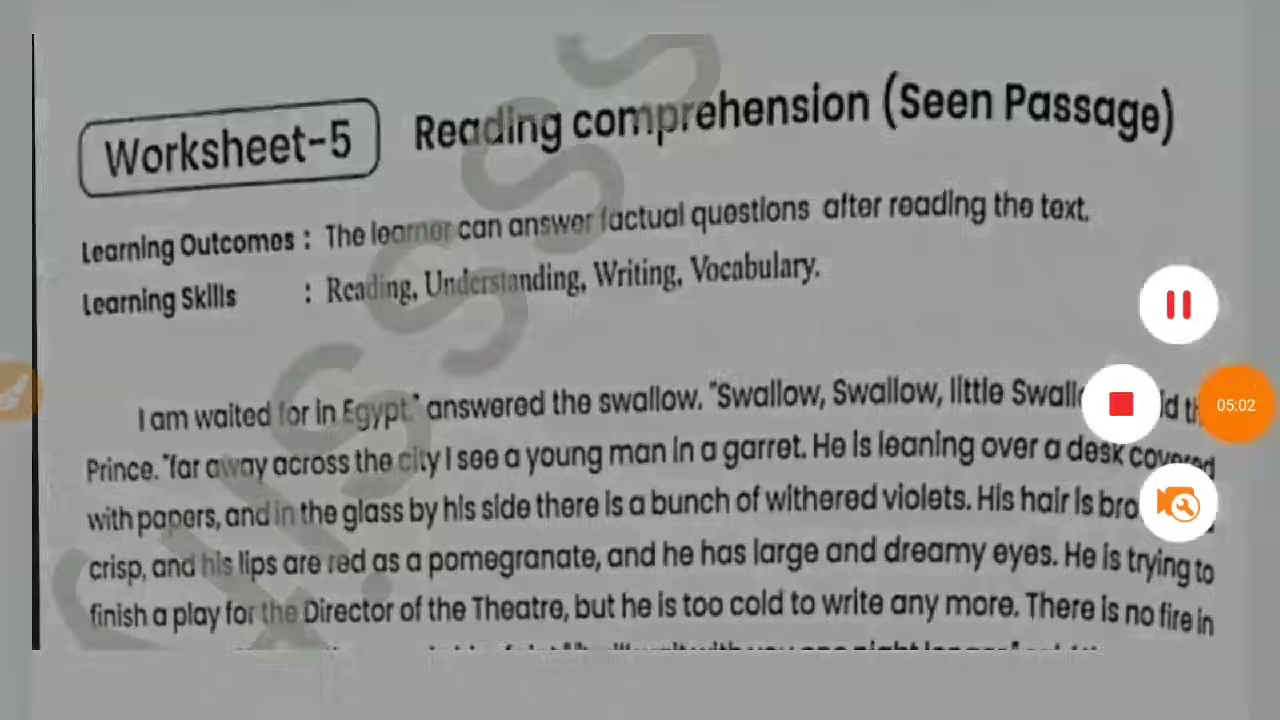 Worksheet-5 Reading comprehension (Seen Passage)
Learning Outcomes : The learner can answer factual questions after reading the text.
Learning Skills : Reading, Understanding, Writing, Vocabulary.
I am waited for in Egypt." answered the swallow. "Swallow, Swallow, little
Prince. "far away across the city I see a young man in a garret. He is leaning over a desk covered
with papers, and in the glass by his side there is a bunch of withered violets. His hair is
crisp, and his lips are red as a pomegranate, and he has large and dreamy eyes. He is trying to
finish a play for the Director of the Theatre, but he is too cold to write any more. There is no fire in
05:02